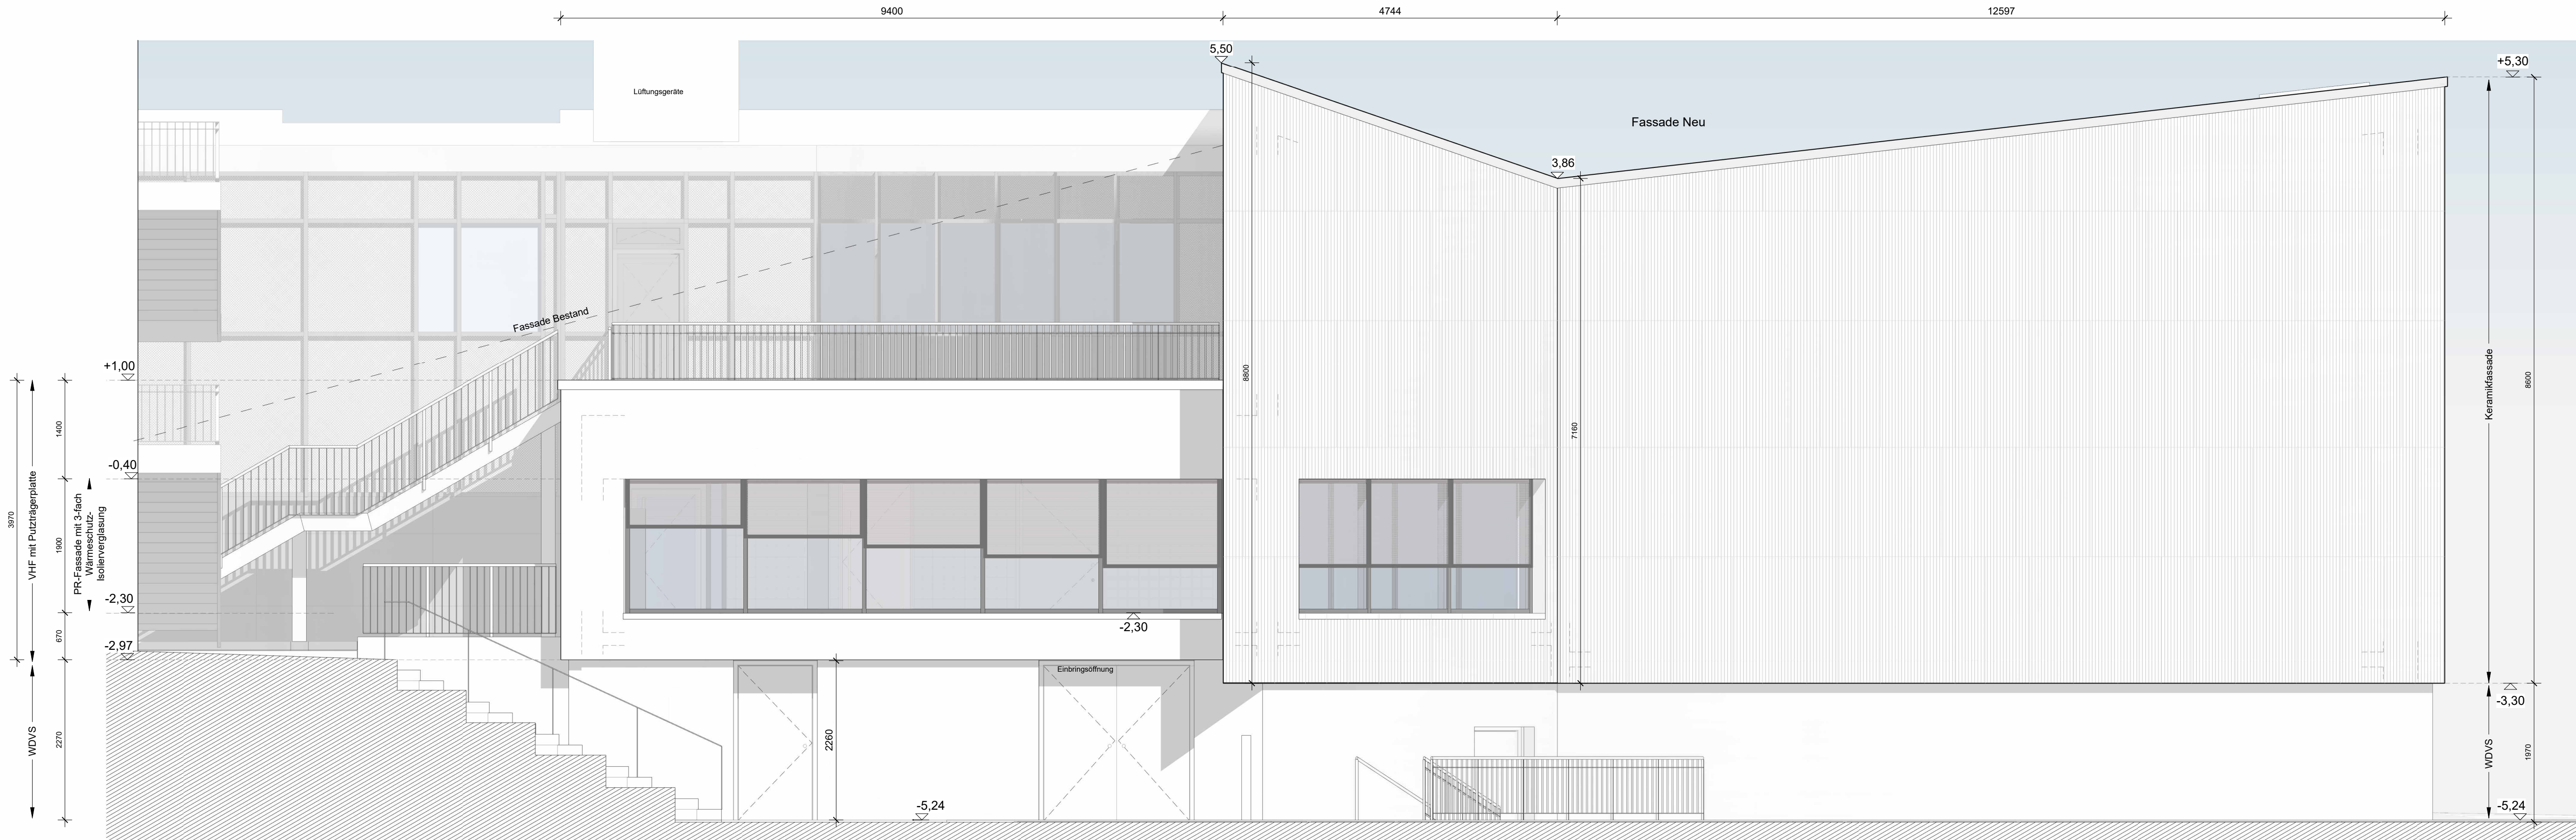 9400
4744
12597
5,50
+5,30
Lüftungsgeräte
Fassade Neu
3,86
Fassade Bestand
+1,00
8800
Keramikfassade
8600
1400
7160
-0,40
3970
VHF mit Putzträgerplatte
1900
PR-Fassade mit 3-fach
Wärmeschutz-
Isolierverglasung
-2,30
-2,30
670
-2,97
Einbringsöffnung
-3,30
WDVS
2270
2260
WDVS
1970
-5,24
-5,24